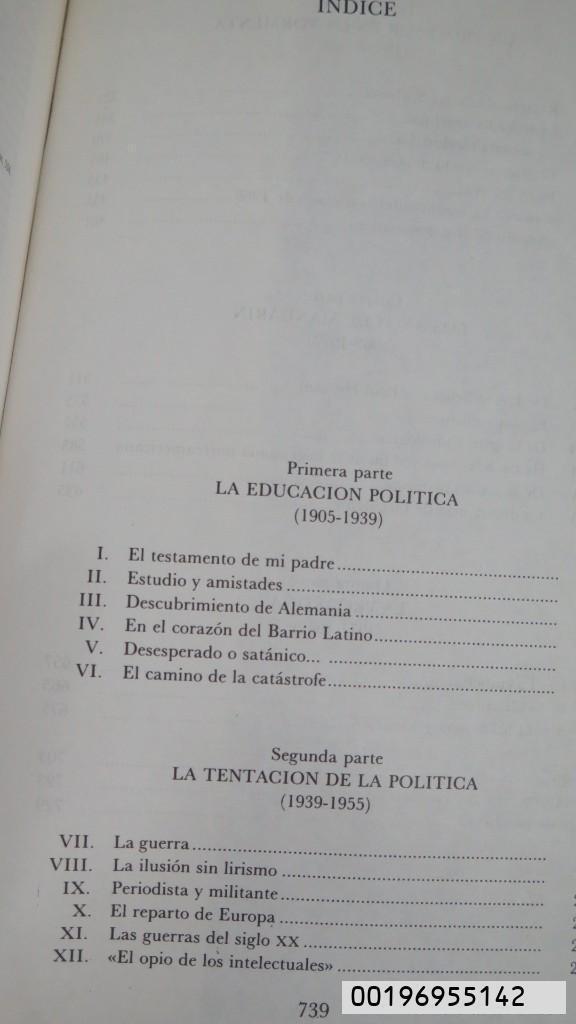 INDICE
Primera parte
LA EDUCACION POLITICA
(1905-1939)
I. El testamento de mi padre
II. Estudio y amistades
III. Descubrimiento de Alemania
IV. En el corazón del Barrio Latino
V. Desesperado o satánico...
VI. El camino de la catástrofe
Segunda parte
LA TENTACION DE LA POLITICA
(1939-1955)
VII. La guerra
VIII. La ilusión sin lirismo
IX. Periodista y militante
X. El reparto de Europa
XI. Las guerras del siglo XX
XII. «El opio de los intelectuales»
739
00196955142